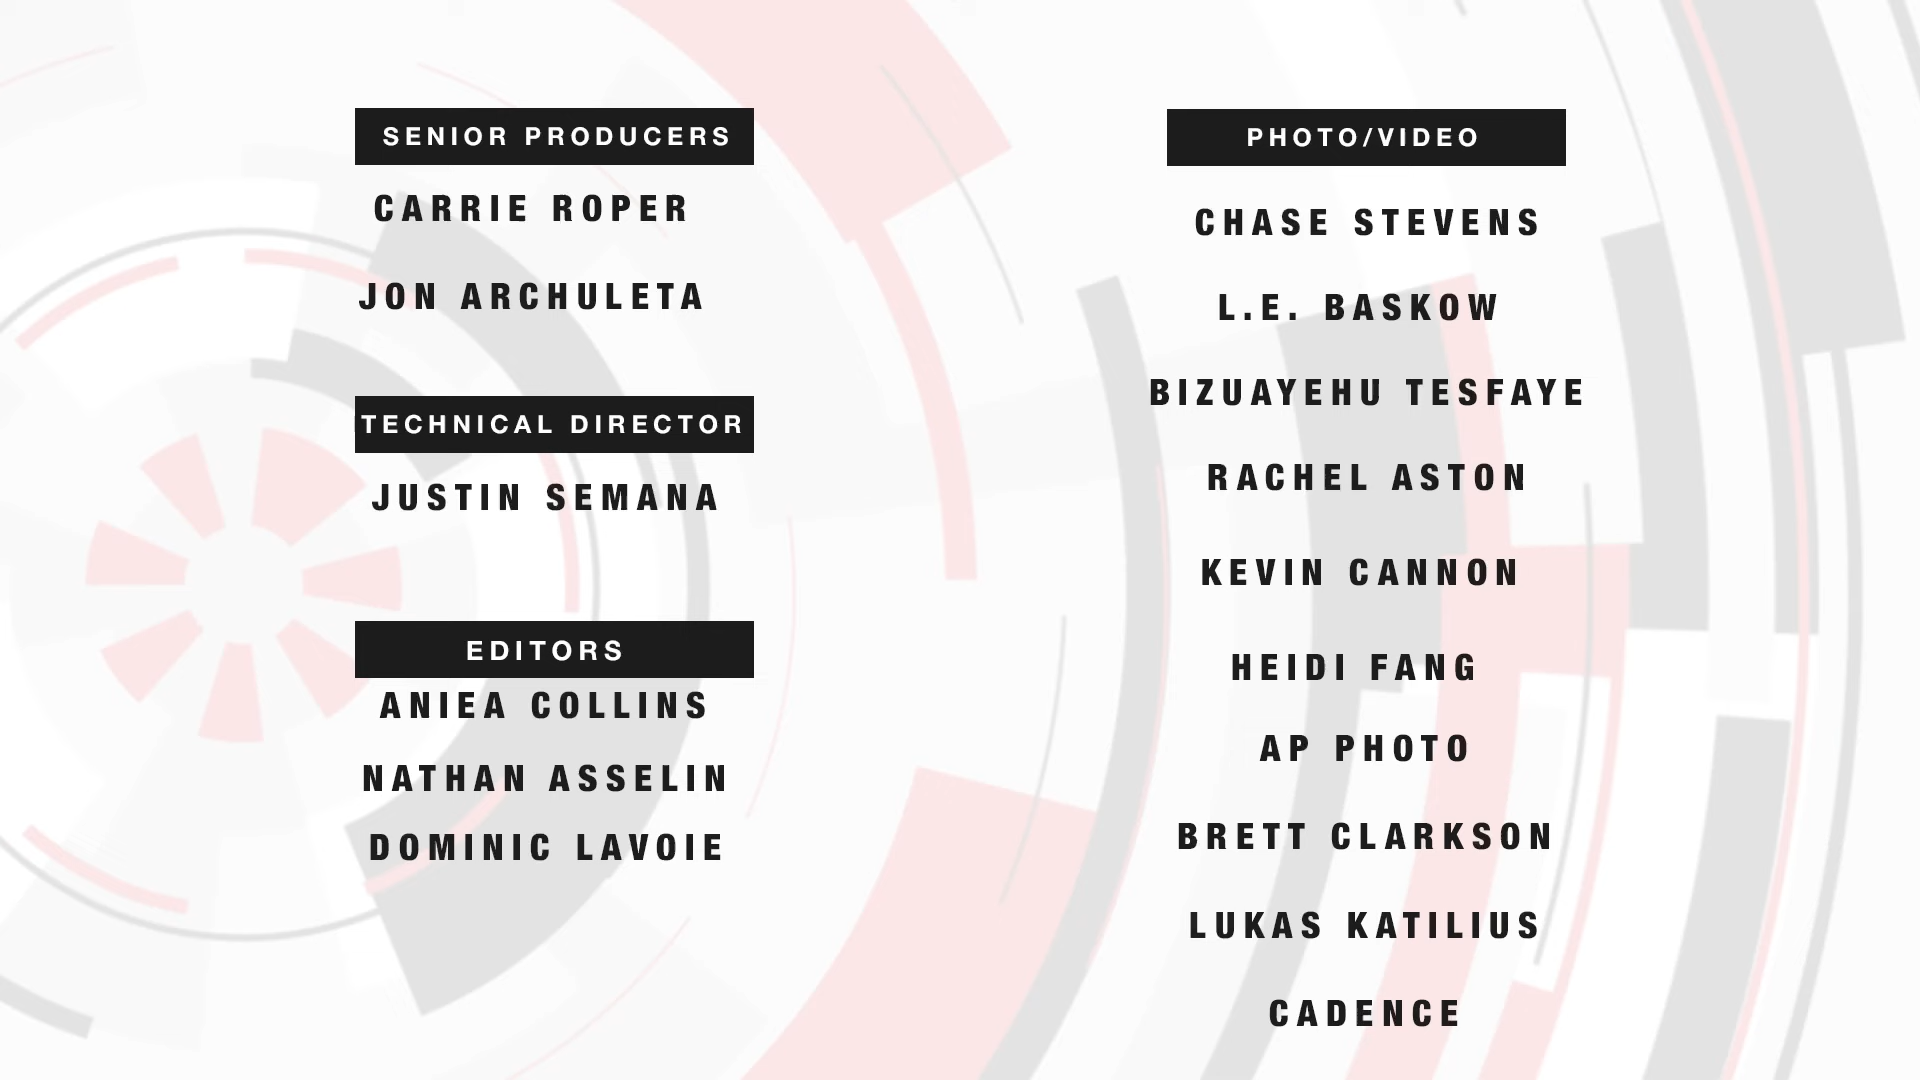 SENIOR PRODUCERS
CARRIE ROPER
JON ARCHULETA
TECHNICAL DIRECTOR
JUSTIN SEMANA
EDITORS
ANIEA COLLINS
NATHAN ASSELIN
DOMINIC LAVOIE
PHOTO/VIDEO
CHASE STEVENS
L.E. BASKOW
BIZUAYEHU TESFAYE
RACHEL ASTON
KEVIN CANNON
HEIDI FANG
AP PHOTO
BRETT CLARKSON
LUKAS KATILIUS
CADENCE